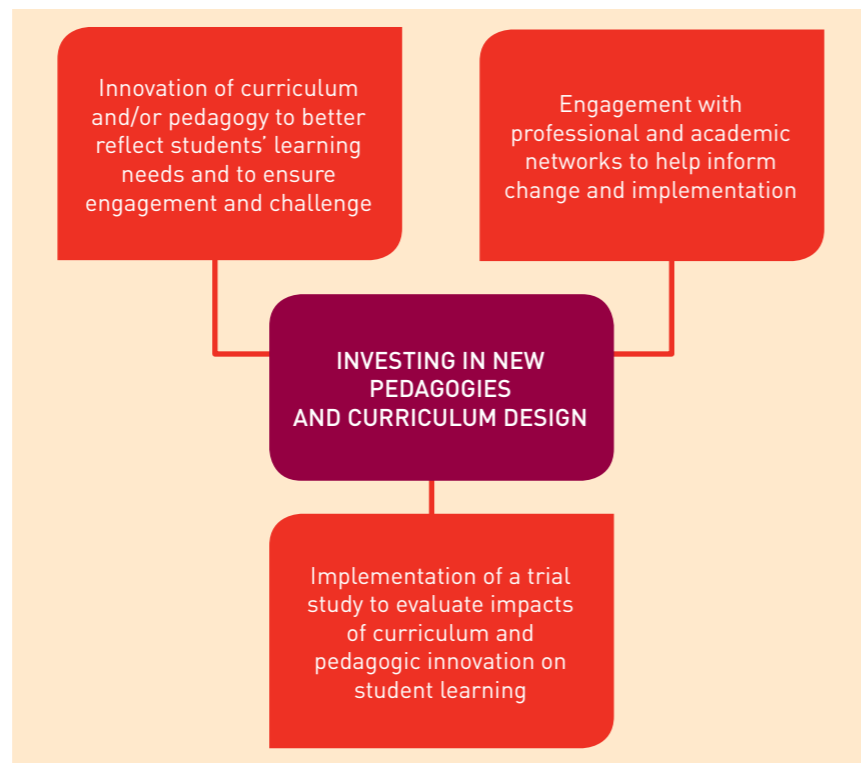 Innovation of curriculum
and/or pedagogy to better
reflect students’ learning
needs and to ensure
engagement and challenge
Engagement with
professional and academic
networks to help inform
change and implementation
INVESTING IN NEW
PEDAGOGIES
AND CURRICULUM DESIGN
Implementation of a trial
study to evaluate impacts
of curriculum and
pedagogic innovation on
student learning